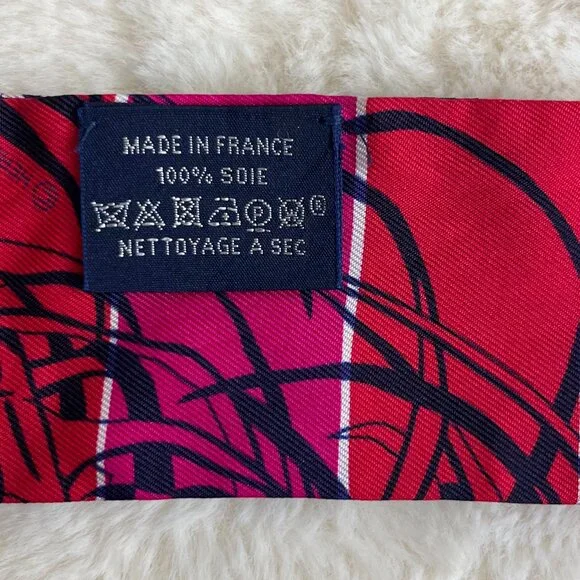 MADE IN FRANCE
100% SOIE
P W ®
NETTOYAGE A SEC